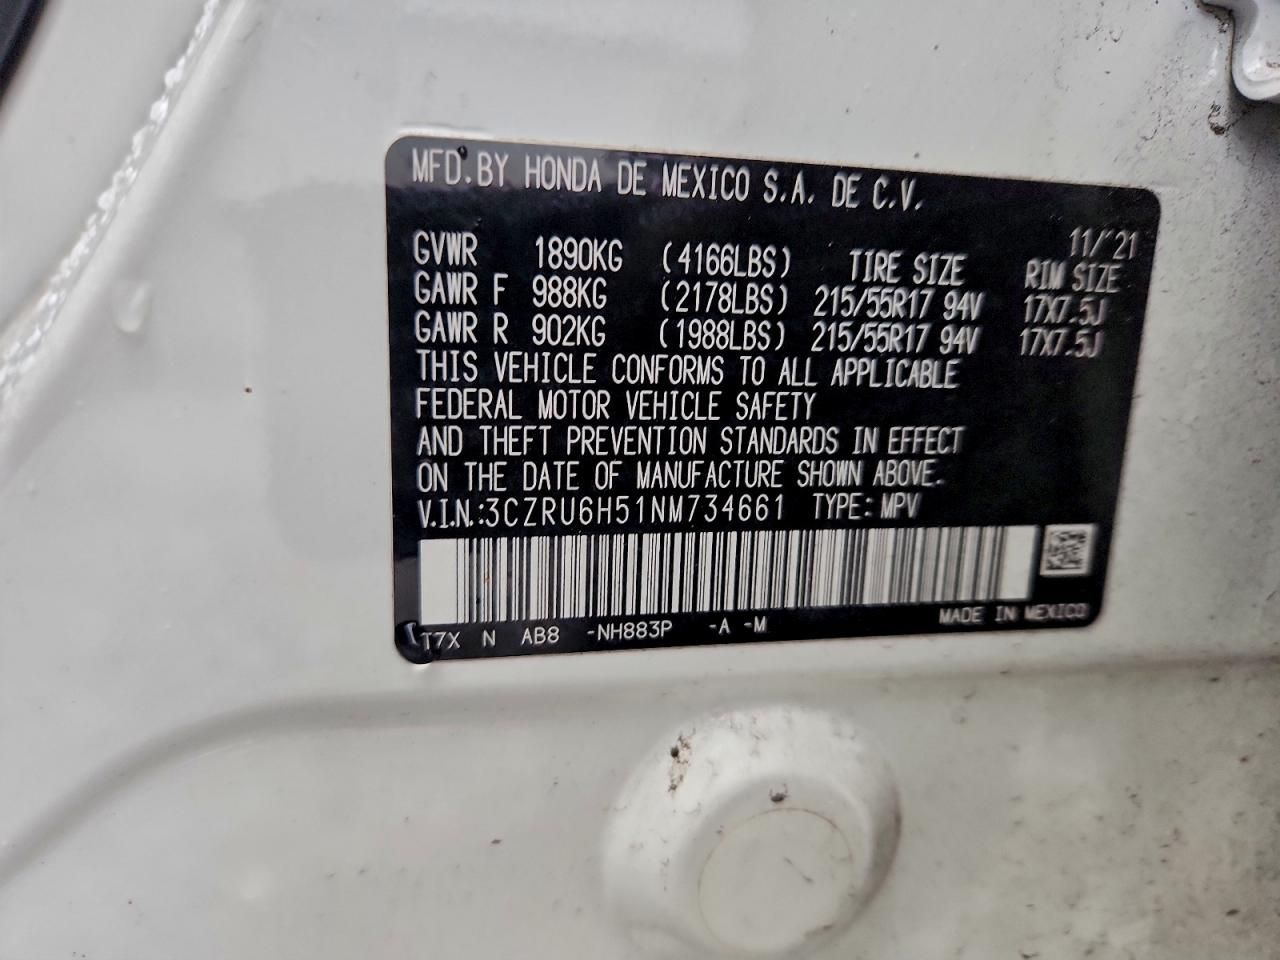 MFD. BY HONDA DE MEXICO S.A. DE C.V.
11/'21
GVWR 1890KG (4166LBS) TIRE SIZE RIM SIZE
GAWR F 988KG (2178LBS) 215/55R17 94V 17X7.5J
GAWR R 902KG (1988LBS) 215/55R17 94V 17X7.5J
THIS VEHICLE CONFORMS TO ALL APPLICABLE
FEDERAL MOTOR VEHICLE SAFETY
AND THEFT PREVENTION STANDARDS IN EFFECT
ON THE DATE OF MANUFACTURE SHOWN ABOVE.
V.I.N.:3CZRU6H51NM734661 TYPE: MPV
T7X N AB8 -NH883P -A -M MADE IN MEXICO